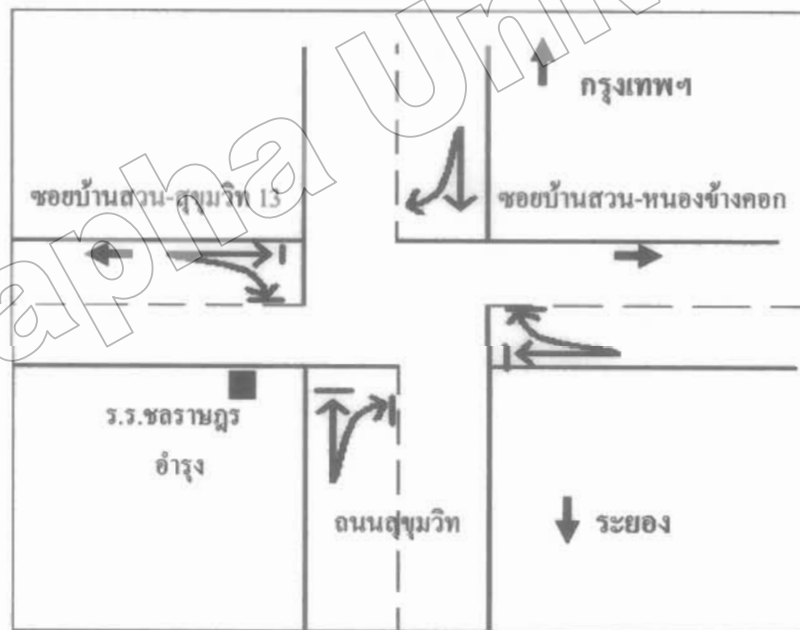 กรุงเทพฯ
ซอยบ้านสวน-สุขุมวิท 13
ซอยบ้านสวน-หนองข้างคอก
ร.ร.ชลราษฎร
อำรุง
ถนนสุขุมวิท
ระยอง